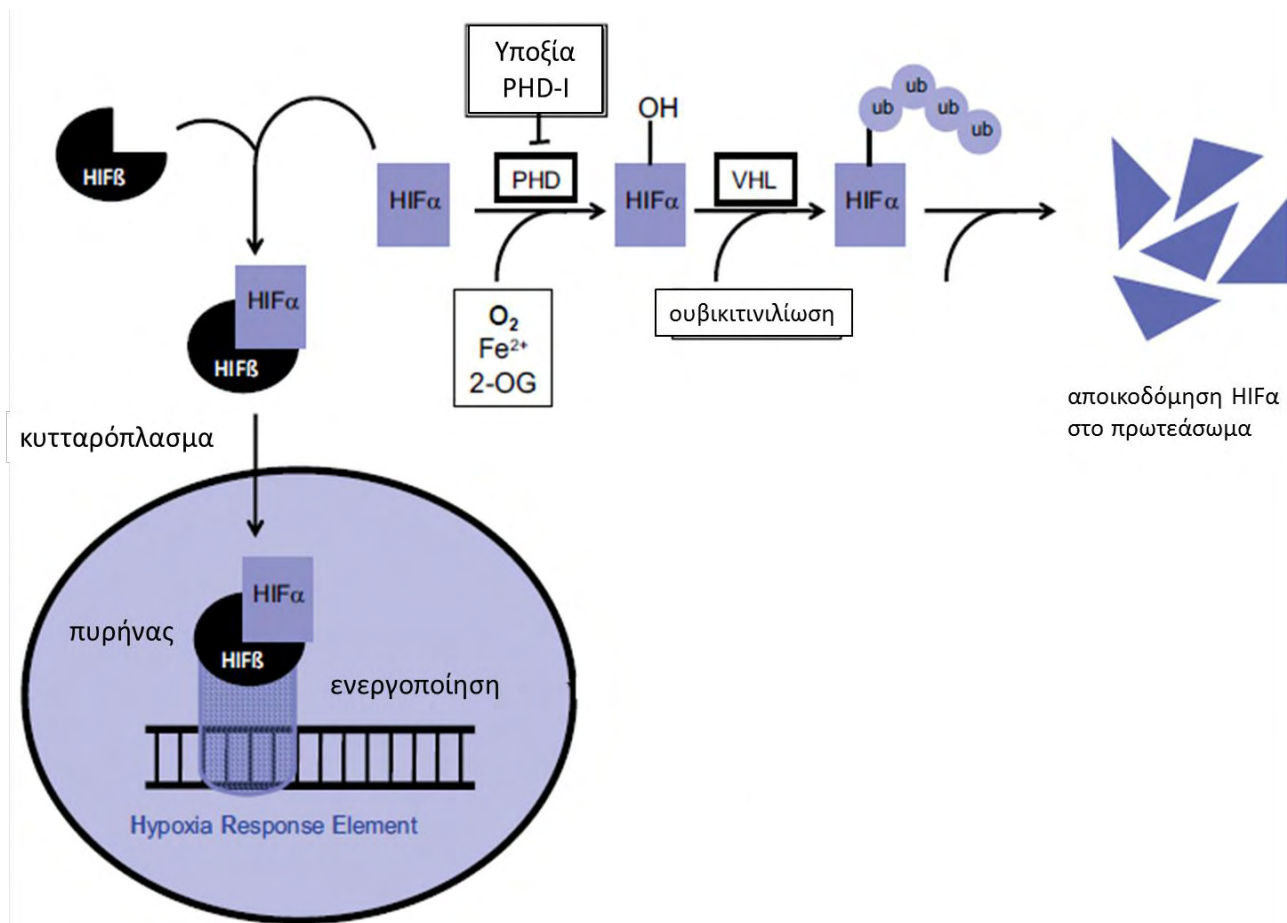 Υποξία
PHD-I
OH
ub
ub
ub
ub
HIFß
HIFα
PHD
HIFα
VHL
HIFα
HIFα
HIFß
O₂
Fe²⁺
2-OG
ουβικιτινιλίωση
αποικοδόμηση HIFα
στο πρωτεάσωμα
κυτταρόπλασμα
HIFα
πυρήνας
HIFß
ενεργοποίηση
Hypoxia Response Element